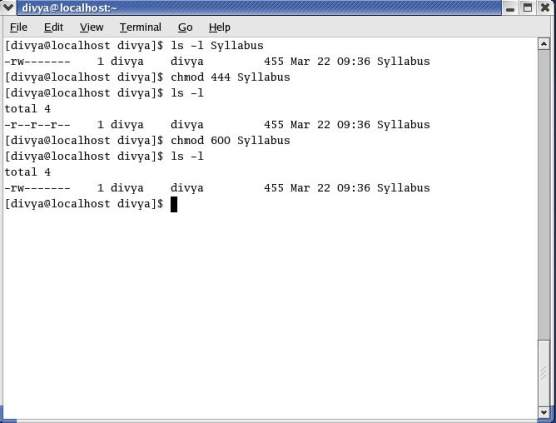 divya@localhost:~
File Edit View Terminal Go Help
[divya@localhost divya]$ ls -l Syllabus
-rw------- 1 divya divya 455 Mar 22 09:36 Syllabus
[divya@localhost divya]$ chmod 444 Syllabus
[divya@localhost divya]$ ls -l
total 4
-r--r--r-- 1 divya divya 455 Mar 22 09:36 Syllabus
[divya@localhost divya]$ chmod 600 Syllabus
[divya@localhost divya]$ ls -l
total 4
-rw------- 1 divya divya 455 Mar 22 09:36 Syllabus
[divya@localhost divya]$